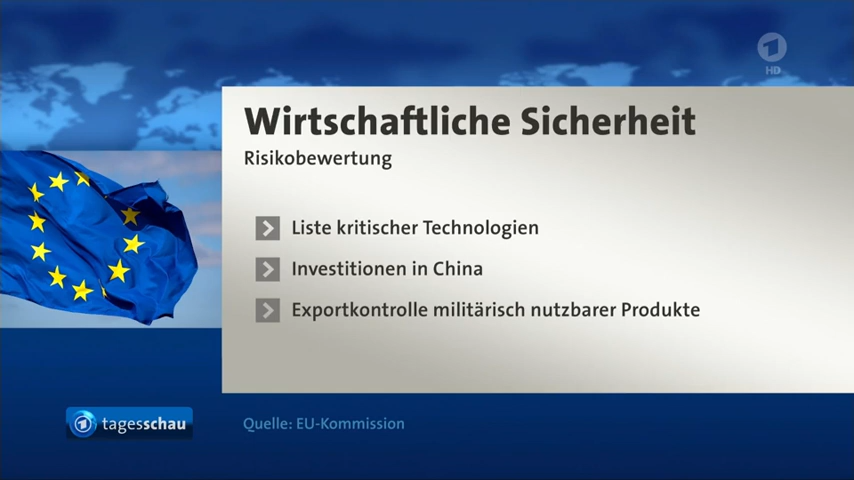 1
HD
Wirtschaftliche Sicherheit
Risikobewertung
Liste kritischer Technologien
Investitionen in China
Exportkontrolle militärisch nutzbarer Produkte
1 tagesschau
Quelle: EU-Kommission